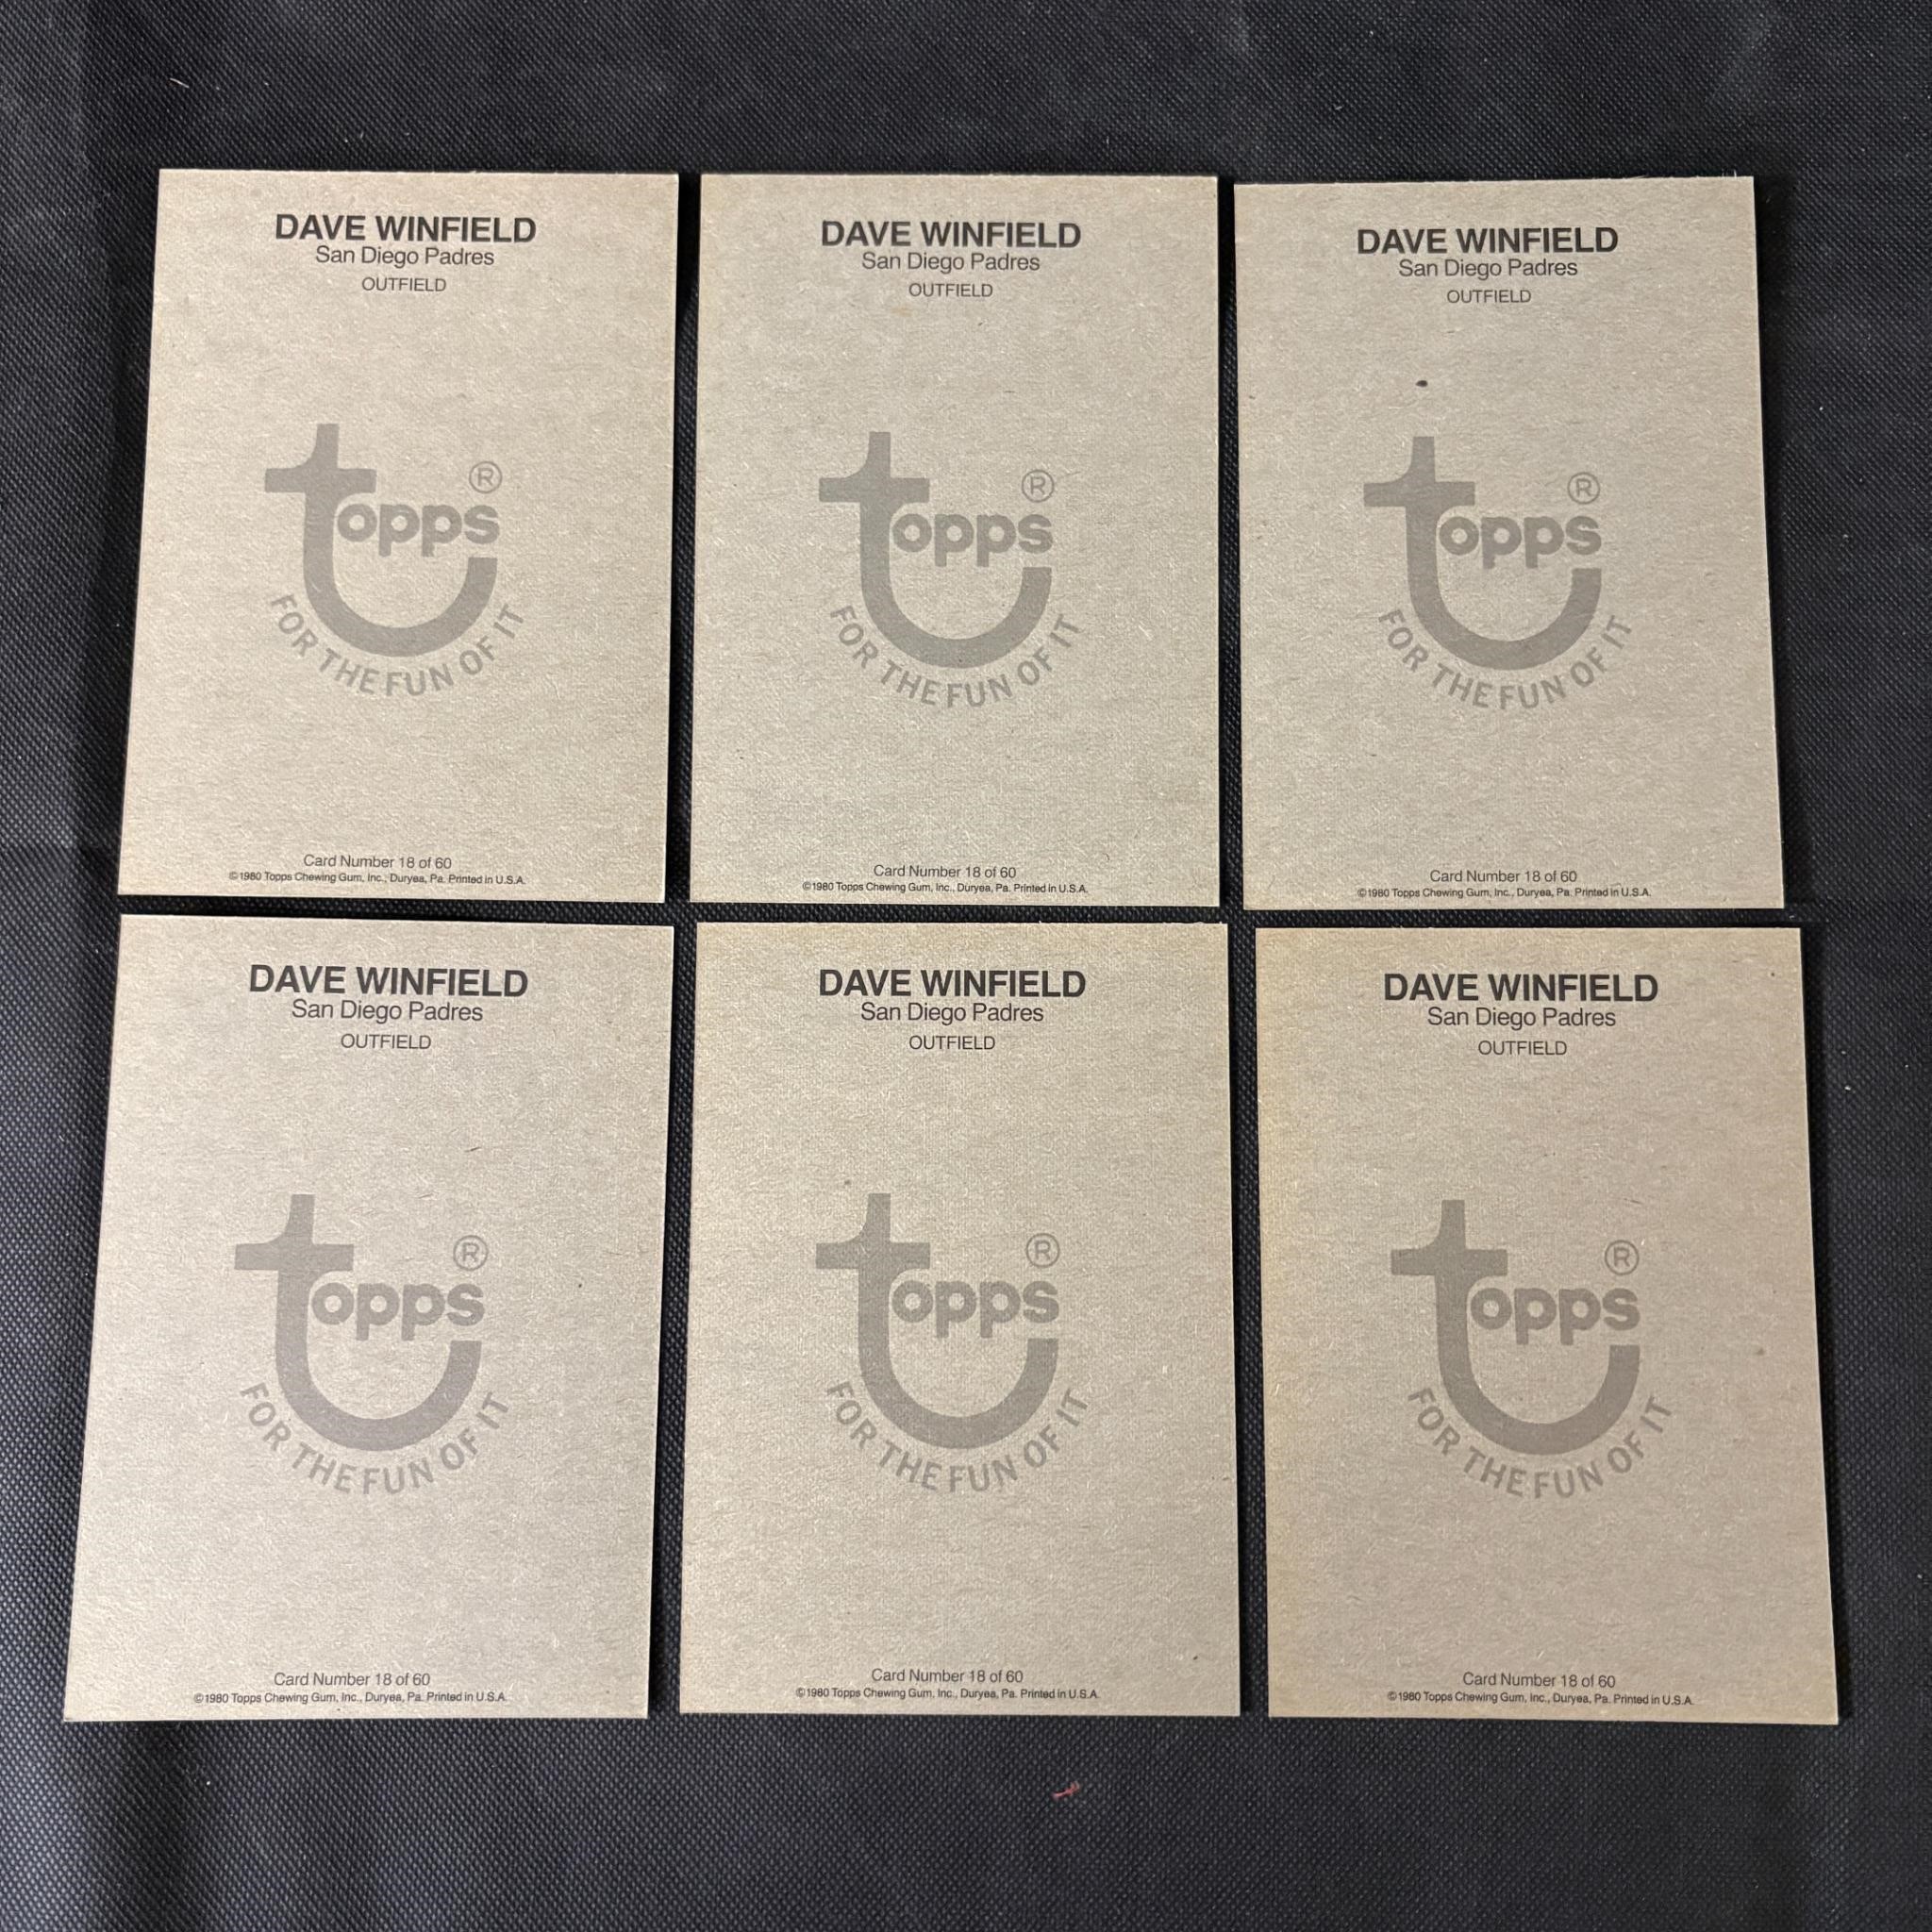 DAVE WINFIELD
San Diego Padres
OUTFIELD
topps ®
FOR THE FUN OF IT
Card Number 18 of 60
©1980 Topps Chewing Gum, Inc., Duryea, Pa. Printed in U.S.A.
DAVE WINFIELD
San Diego Padres
OUTFIELD
topps ®
FOR THE FUN OF IT
Card Number 18 of 60
©1980 Topps Chewing Gum, Inc., Duryea, Pa. Printed in U.S.A.
DAVE WINFIELD
San Diego Padres
OUTFIELD
topps ®
FOR THE FUN OF IT
Card Number 18 of 60
©1980 Topps Chewing Gum, Inc., Duryea, Pa. Printed in U.S.A.
DAVE WINFIELD
San Diego Padres
OUTFIELD
topps ®
FOR THE FUN OF IT
Card Number 18 of 60
©1980 Topps Chewing Gum, Inc., Duryea, Pa. Printed in U.S.A.
DAVE WINFIELD
San Diego Padres
OUTFIELD
topps ®
FOR THE FUN OF IT
Card Number 18 of 60
©1980 Topps Chewing Gum, Inc., Duryea, Pa. Printed in U.S.A.
DAVE WINFIELD
San Diego Padres
OUTFIELD
topps ®
FOR THE FUN OF IT
Card Number 18 of 60
©1980 Topps Chewing Gum, Inc., Duryea, Pa. Printed in U.S.A.